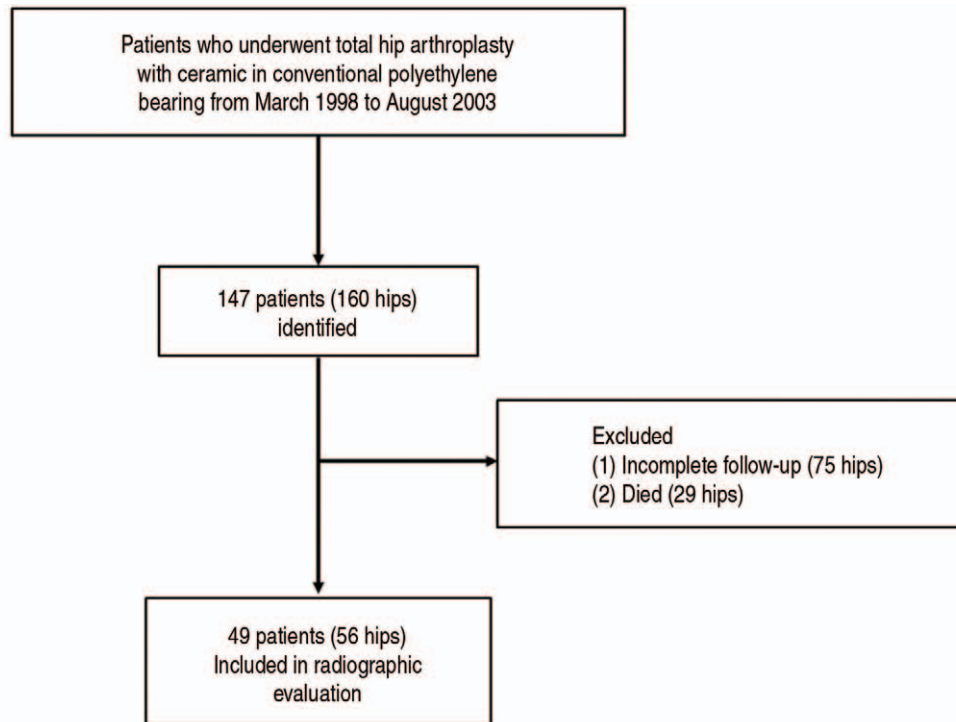 Patients who underwent total hip arthroplasty
with ceramic in conventional polyethylene
bearing from March 1998 to August 2003
147 patients (160 hips)
identified
Excluded
(1) Incomplete follow-up (75 hips)
(2) Died (29 hips)
49 patients (56 hips)
Included in radiographic
evaluation